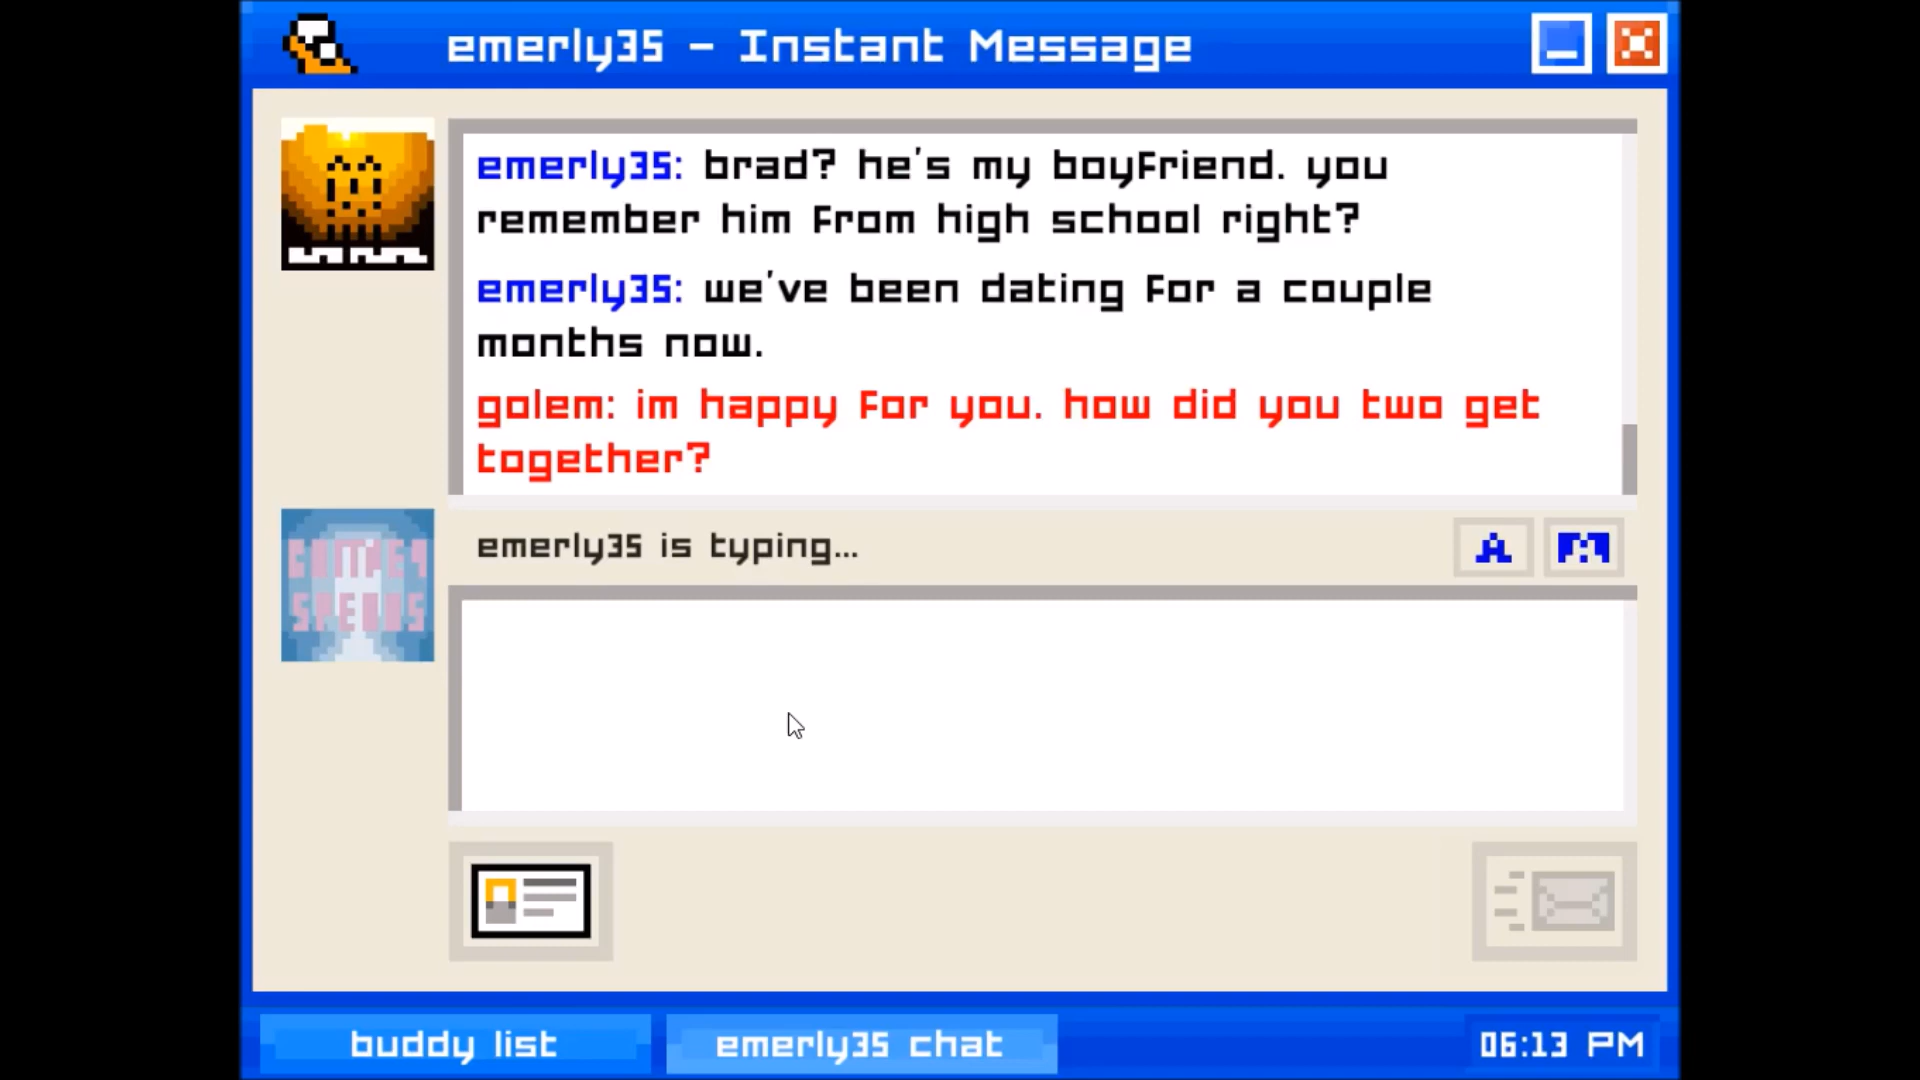 emerly35 - Instant Message
emerly35: brad? he's my boyfriend. you
remember him from high school right?
emerly35: we've been dating for a couple
months now.
golem: im happy for you. how did you two get
together?
emerly35 is typing...
buddy list
emerly35 chat
06:13 PM